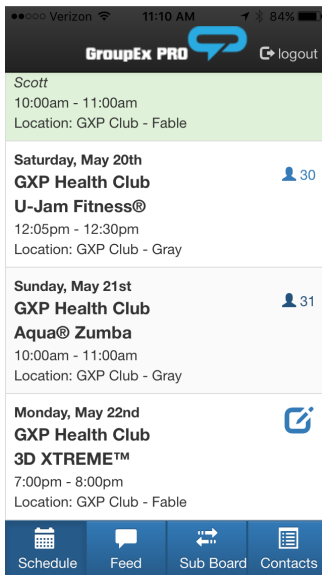 Verizon 11:10 AM 84%
GroupEx PRO logout
Scott
10:00am - 11:00am
Location: GXP Club - Fable
Saturday, May 20th
30
GXP Health Club
U-Jam Fitness®
12:05pm - 12:30pm
Location: GXP Club - Gray
Sunday, May 21st
31
GXP Health Club
Aqua® Zumba
10:00am - 11:00am
Location: GXP Club - Gray
Monday, May 22nd
GXP Health Club
3D XTREME™
7:00pm - 8:00pm
Location: GXP Club - Fable
Schedule Feed Sub Board Contacts